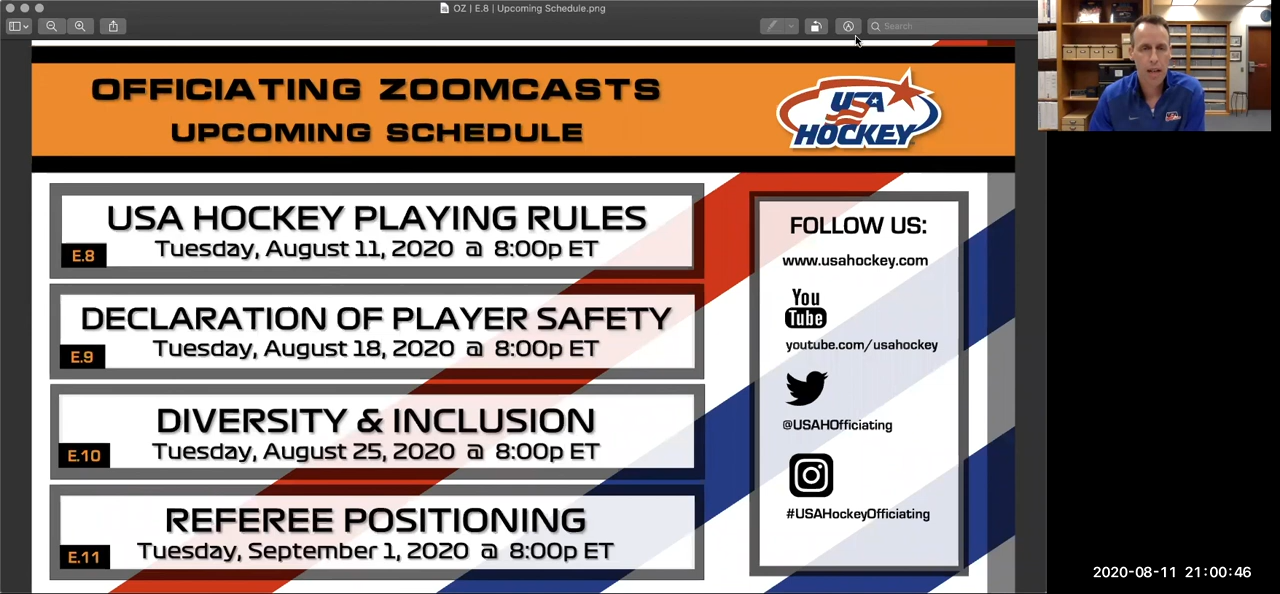 OZ | E.8 | Upcoming Schedule.png
Search
OFFICIATING ZOOMCASTS
UPCOMING SCHEDULE
USA
HOCKEY
USA HOCKEY PLAYING RULES
Tuesday, August 11, 2020 @ 8:00p ET
E.8
DECLARATION OF PLAYER SAFETY
Tuesday, August 18, 2020 @ 8:00p ET
E.9
DIVERSITY & INCLUSION
Tuesday, August 25, 2020 @ 8:00p ET
E.10
REFEREE POSITIONING
Tuesday, September 1, 2020 @ 8:00p ET
E.11
FOLLOW US:
www.usahockey.com
You
Tube
youtube.com/usahockey
@USAHOfficiating
#USAHockeyOfficiating
2020-08-11 21:00:46